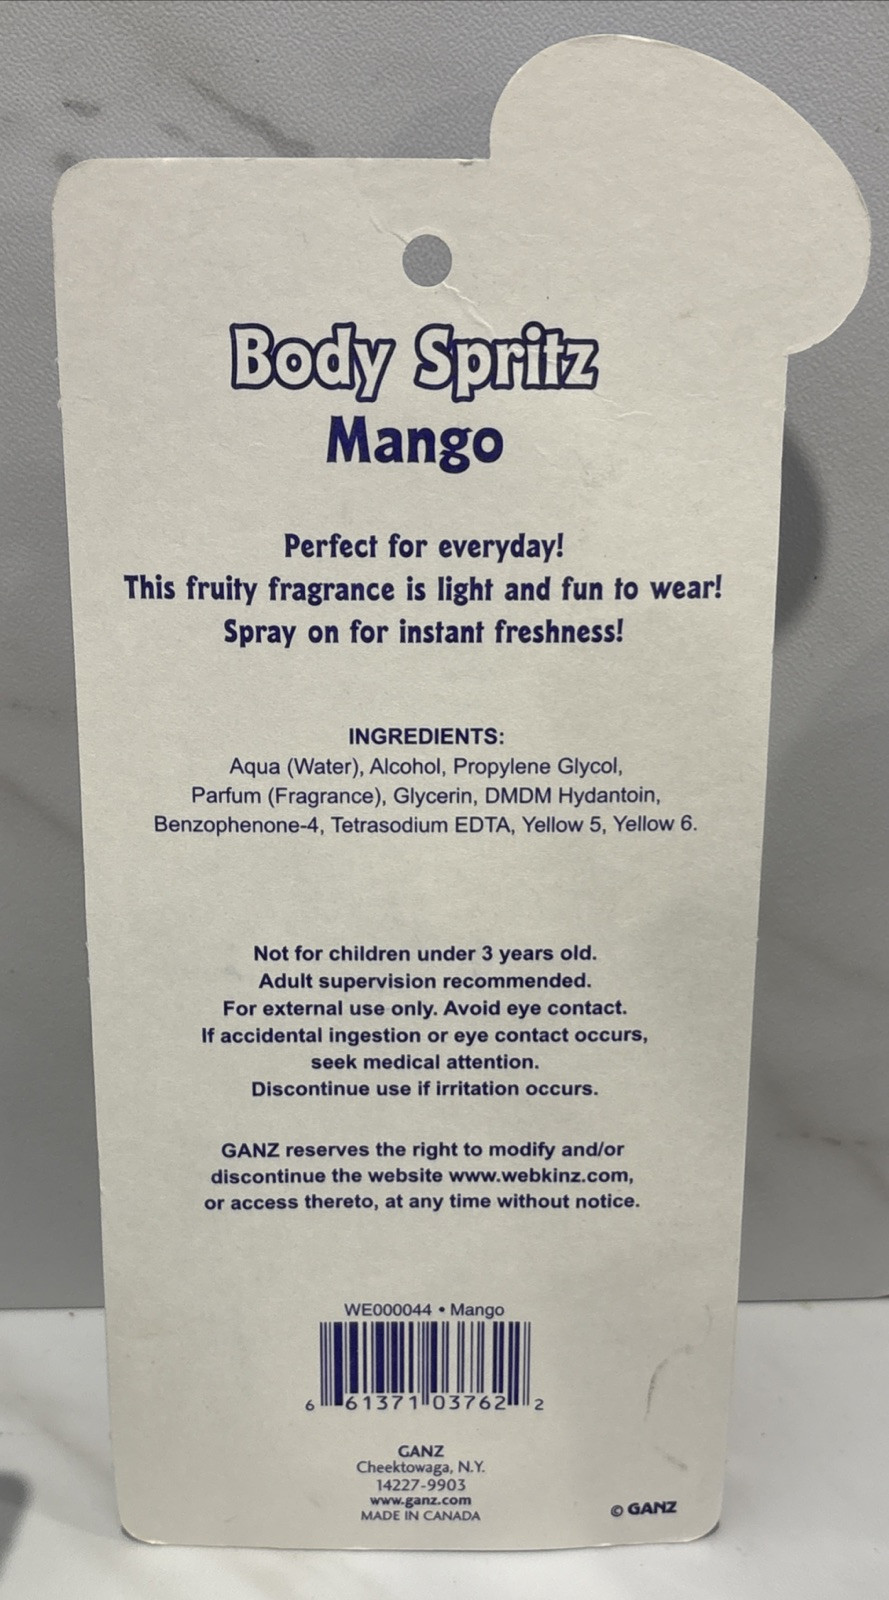 Body Spritz
Mango
Perfect for everyday!
This fruity fragrance is light and fun to wear!
Spray on for instant freshness!
INGREDIENTS:
Aqua (Water), Alcohol, Propylene Glycol,
Parfum (Fragrance), Glycerin, DMDM Hydantoin,
Benzophenone-4, Tetrasodium EDTA, Yellow 5, Yellow 6.
Not for children under 3 years old.
Adult supervision recommended.
For external use only. Avoid eye contact.
If accidental ingestion or eye contact occurs,
seek medical attention.
Discontinue use if irritation occurs.
GANZ reserves the right to modify and/or
discontinue the website www.webkinz.com,
or access thereto, at any time without notice.
WE000044 • Mango
6 61371 03762 2
GANZ
Cheektowaga, N.Y.
14227-9903
www.ganz.com
MADE IN CANADA
© GANZ